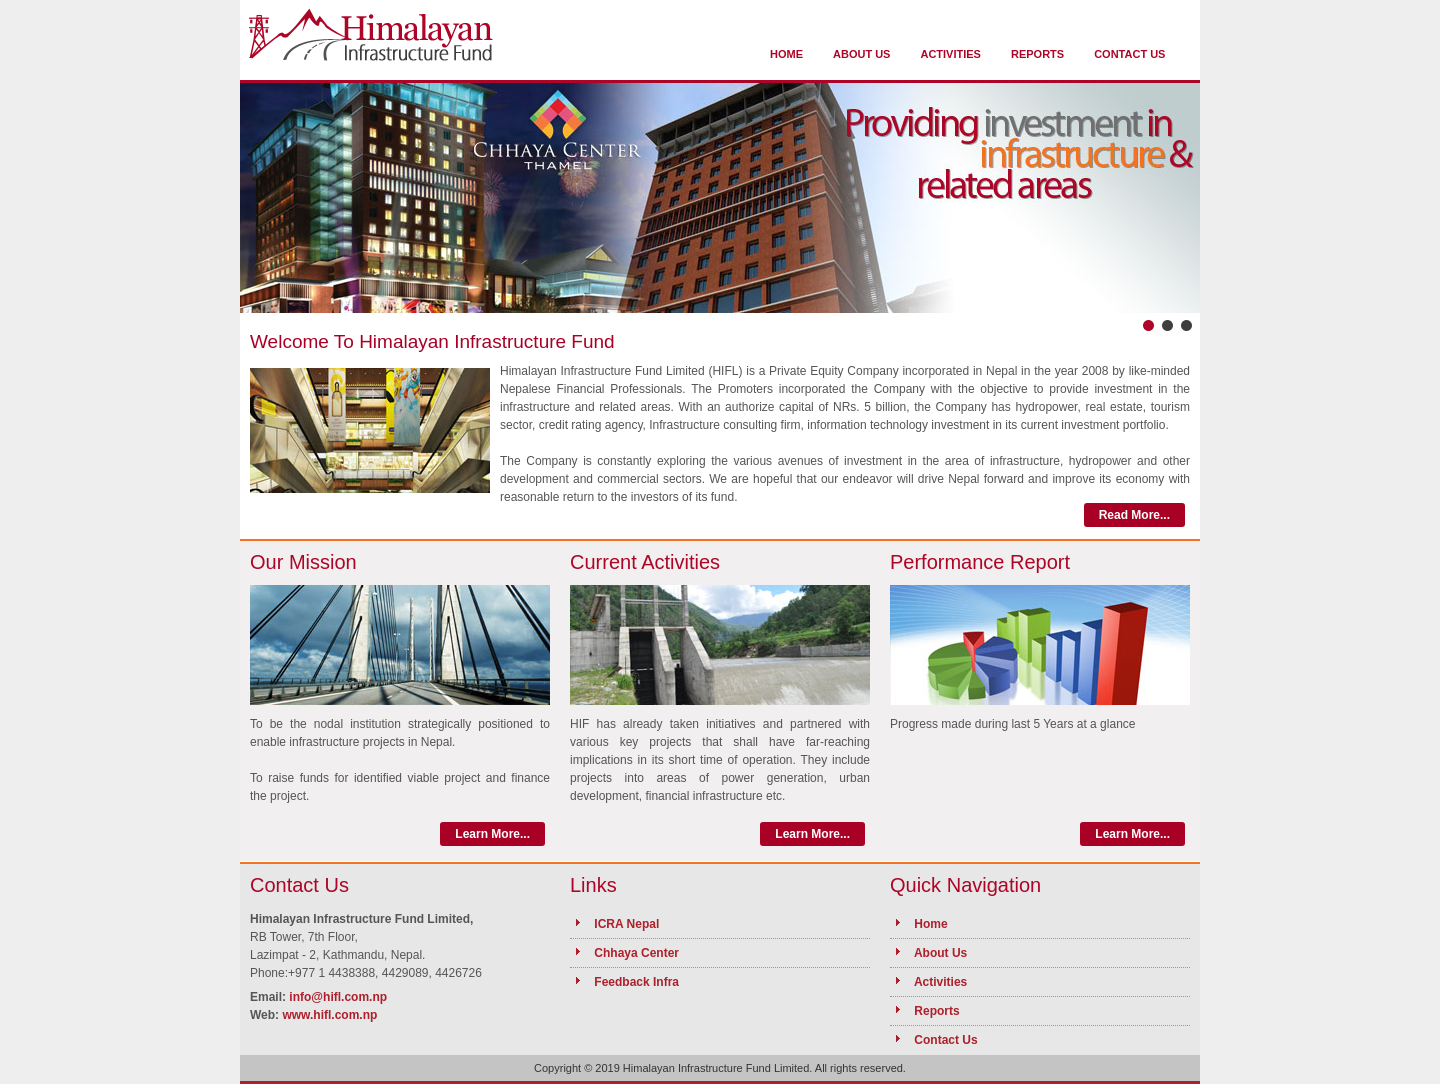 Himalayan
Infrastructure Fund
HOME ABOUT US ACTIVITIES REPORTS CONTACT US
CHHAYA CENTER
THAMEL
Providing investment in
infrastructure &
related areas
Welcome To Himalayan Infrastructure Fund
Himalayan Infrastructure Fund Limited (HIFL) is a Private Equity Company incorporated in Nepal in the year 2008 by like-minded
Nepalese Financial Professionals. The Promoters incorporated the Company with the objective to provide investment in the
infrastructure and related areas. With an authorize capital of NRs. 5 billion, the Company has hydropower, real estate, tourism
sector, credit rating agency, Infrastructure consulting firm, information technology investment in its current investment portfolio.
The Company is constantly exploring the various avenues of investment in the area of infrastructure, hydropower and other
development and commercial sectors. We are hopeful that our endeavor will drive Nepal forward and improve its economy with
reasonable return to the investors of its fund.
Read More...
Our Mission
To be the nodal institution strategically positioned to
enable infrastructure projects in Nepal.
To raise funds for identified viable project and finance
the project.
Learn More...
Current Activities
HIF has already taken initiatives and partnered with
various key projects that shall have far-reaching
implications in its short time of operation. They include
projects into areas of power generation, urban
development, financial infrastructure etc.
Learn More...
Performance Report
Progress made during last 5 Years at a glance
Learn More...
Contact Us
Himalayan Infrastructure Fund Limited,
RB Tower, 7th Floor,
Lazimpat - 2, Kathmandu, Nepal.
Phone:+977 1 4438388, 4429089, 4426726
Email: info@hifl.com.np
Web: www.hifl.com.np
Links
ICRA Nepal
Chhaya Center
Feedback Infra
Quick Navigation
Home
About Us
Activities
Reports
Contact Us
Copyright © 2019 Himalayan Infrastructure Fund Limited. All rights reserved.